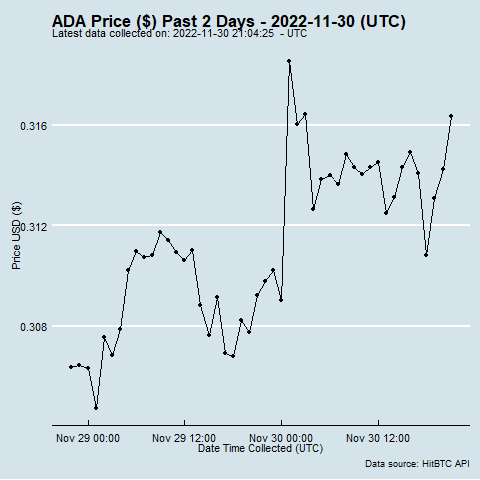 ADA Price ($) Past 2 Days - 2022-11-30 (UTC)
Latest data collected on: 2022-11-30 21:04:25 - UTC
0.316
0.312
0.308
Price USD ($)
Nov 29 00:00 Nov 29 12:00 Nov 30 00:00 Nov 30 12:00
Date Time Collected (UTC)
Data source: HitBTC API